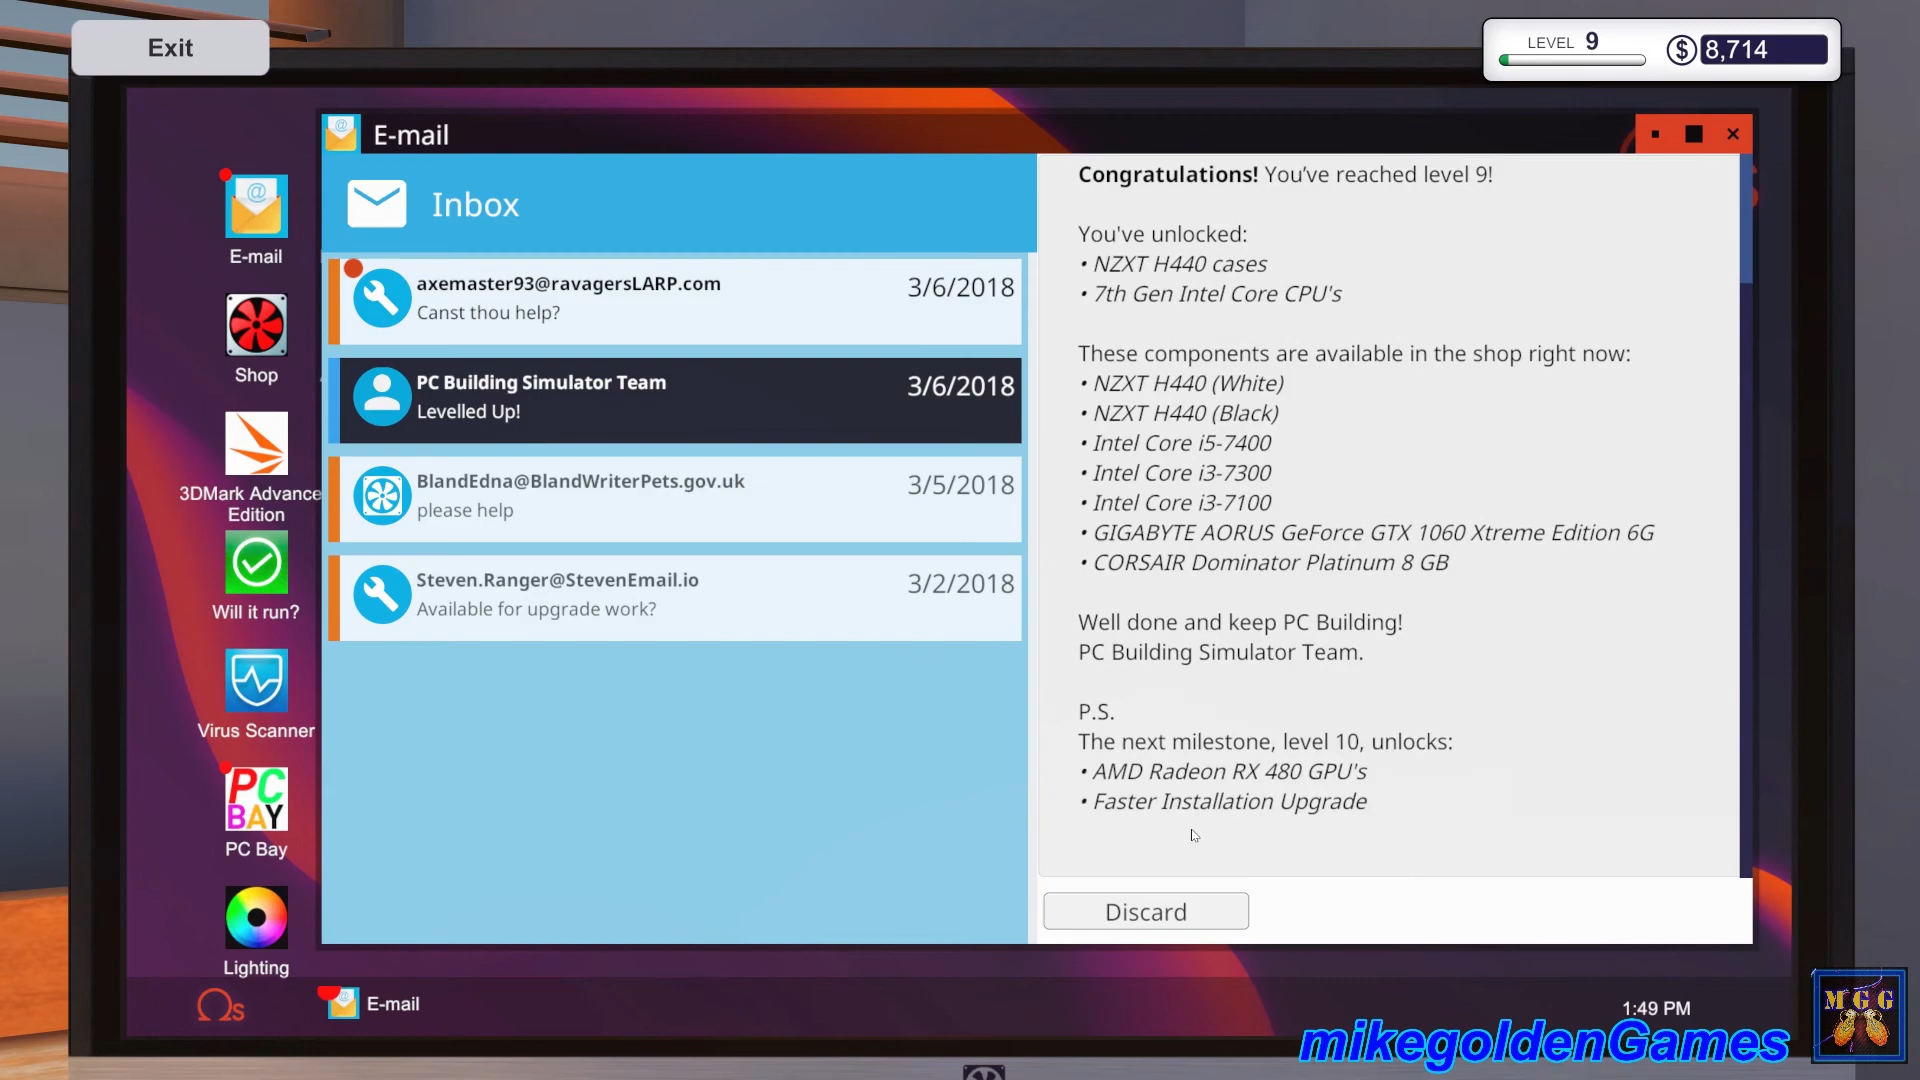 Exit
LEVEL 9
$ 8,714
E-mail
Inbox
axemaster93@ravagersLARP.com 3/6/2018
Canst thou help?
PC Building Simulator Team 3/6/2018
Levelled Up!
BlandEdna@BlandWriterPets.gov.uk 3/5/2018
please help
Steven.Ranger@StevenEmail.io 3/2/2018
Available for upgrade work?
Congratulations! You've reached level 9!
You've unlocked:
• NZXT H440 cases
• 7th Gen Intel Core CPU's
These components are available in the shop right now:
• NZXT H440 (White)
• NZXT H440 (Black)
• Intel Core i5-7400
• Intel Core i3-7300
• Intel Core i3-7100
• GIGABYTE AORUS GeForce GTX 1060 Xtreme Edition 6G
• CORSAIR Dominator Platinum 8 GB
Well done and keep PC Building!
PC Building Simulator Team.
P.S.
The next milestone, level 10, unlocks:
• AMD Radeon RX 480 GPU's
• Faster Installation Upgrade
Discard
E-mail
Shop
3DMark Advance
Edition
Will it run?
Virus Scanner
PC
BAY
PC Bay
Lighting
Ωs
E-mail
1:49 PM
MGG
mikegoldenGames